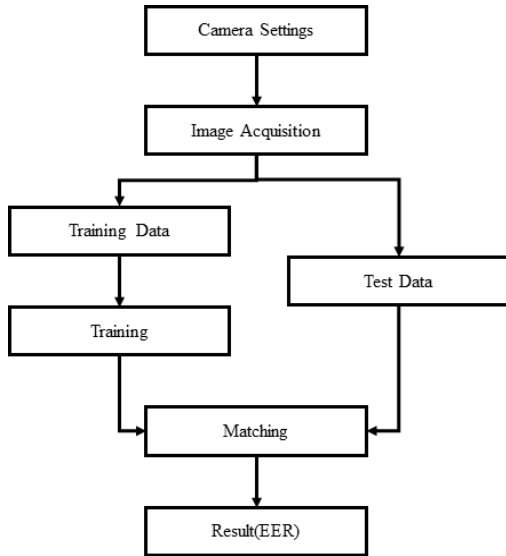 Camera Settings
Image Acquisition
Training Data
Test Data
Training
Matching
Result(EER)